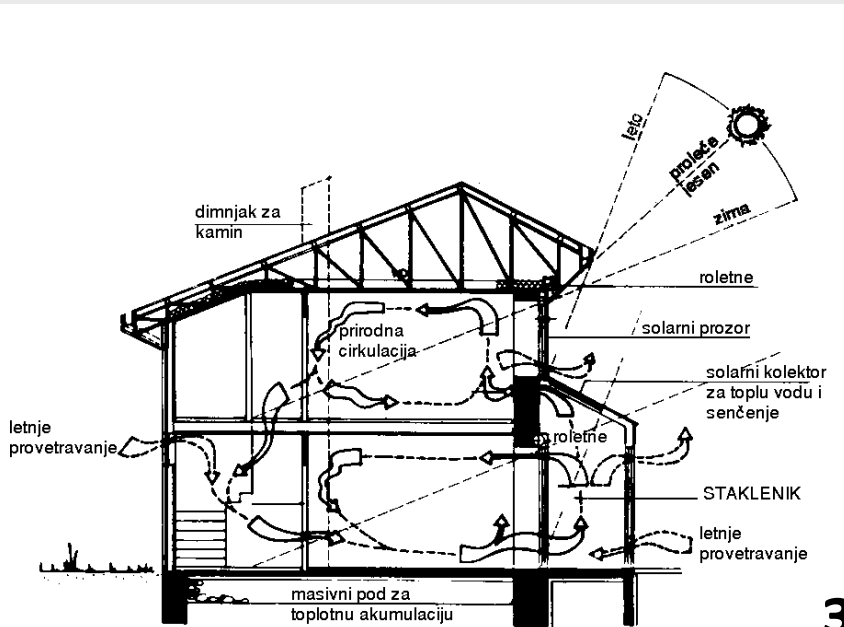 leto
proleće
jesen
zima
dimnjak za
kamin
roletne
solarni prozor
prirodna
cirkulacija
solarni kolektor
za toplu vodu i
senčenje
letnje
provetravanje
roletne
STAKLENIK
letnje
provetravanje
masivni pod za
toplotnu akumulaciju
3